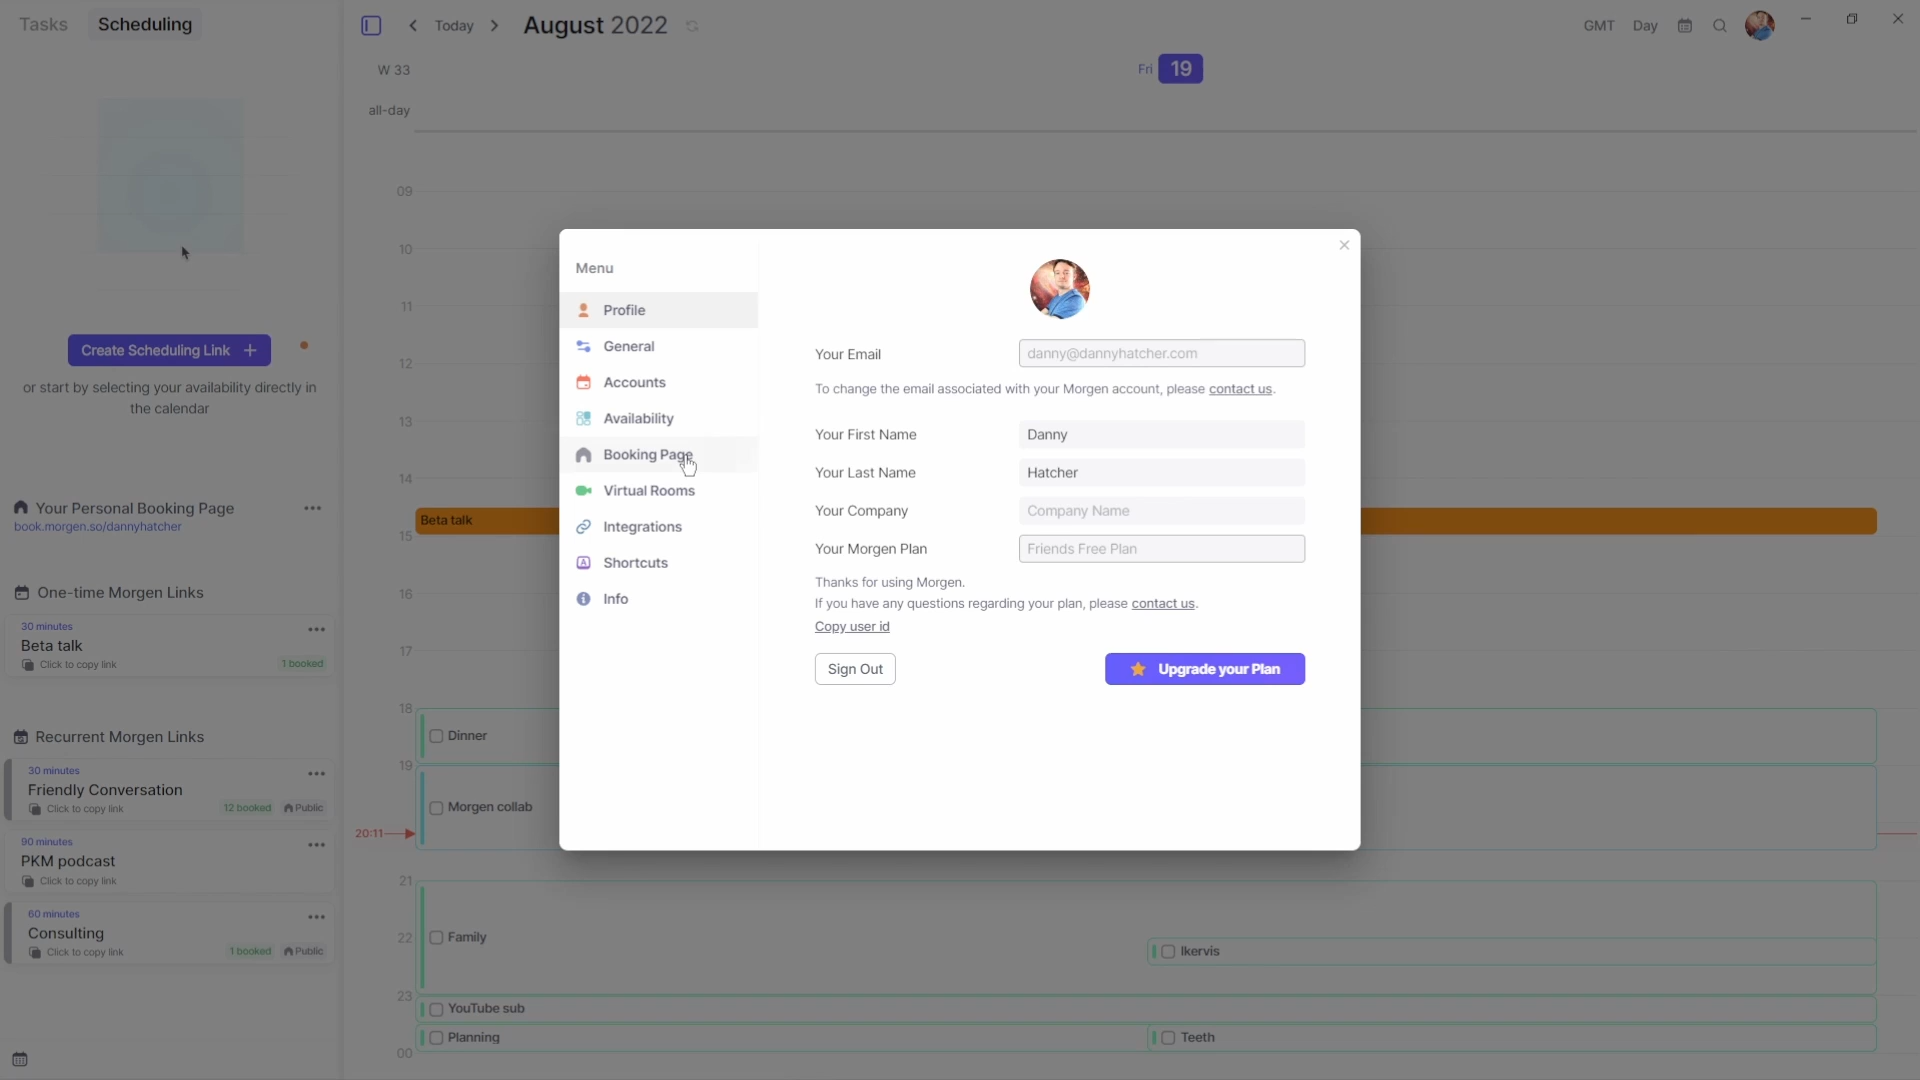 Tasks
Scheduling
Today
August 2022
GMT
Day
W 33
Fri 19
all-day
09
10
11
12
13
14
15
16
17
18
19
20:11
21
22
23
00
Create Scheduling Link +
or start by selecting your availability directly in
the calendar
Your Personal Booking Page
book.morgen.so/dannyhatcher
One-time Morgen Links
30 minutes
Beta talk
Click to copy link
1 booked
Recurrent Morgen Links
30 minutes
Friendly Conversation
Click to copy link
12 booked
Public
90 minutes
PKM podcast
Click to copy link
60 minutes
Consulting
Click to copy link
1 booked
Public
Beta talk
Dinner
Morgen collab
Family
Ikervis
YouTube sub
Planning
Teeth
Menu
Profile
General
Accounts
Availability
Booking Page
Virtual Rooms
Integrations
Shortcuts
Info
Your Email
danny@dannyhatcher.com
To change the email associated with your Morgen account, please contact us.
Your First Name
Danny
Your Last Name
Hatcher
Your Company
Company Name
Your Morgen Plan
Friends Free Plan
Thanks for using Morgen.
If you have any questions regarding your plan, please contact us.
Copy user id
Sign Out
Upgrade your Plan